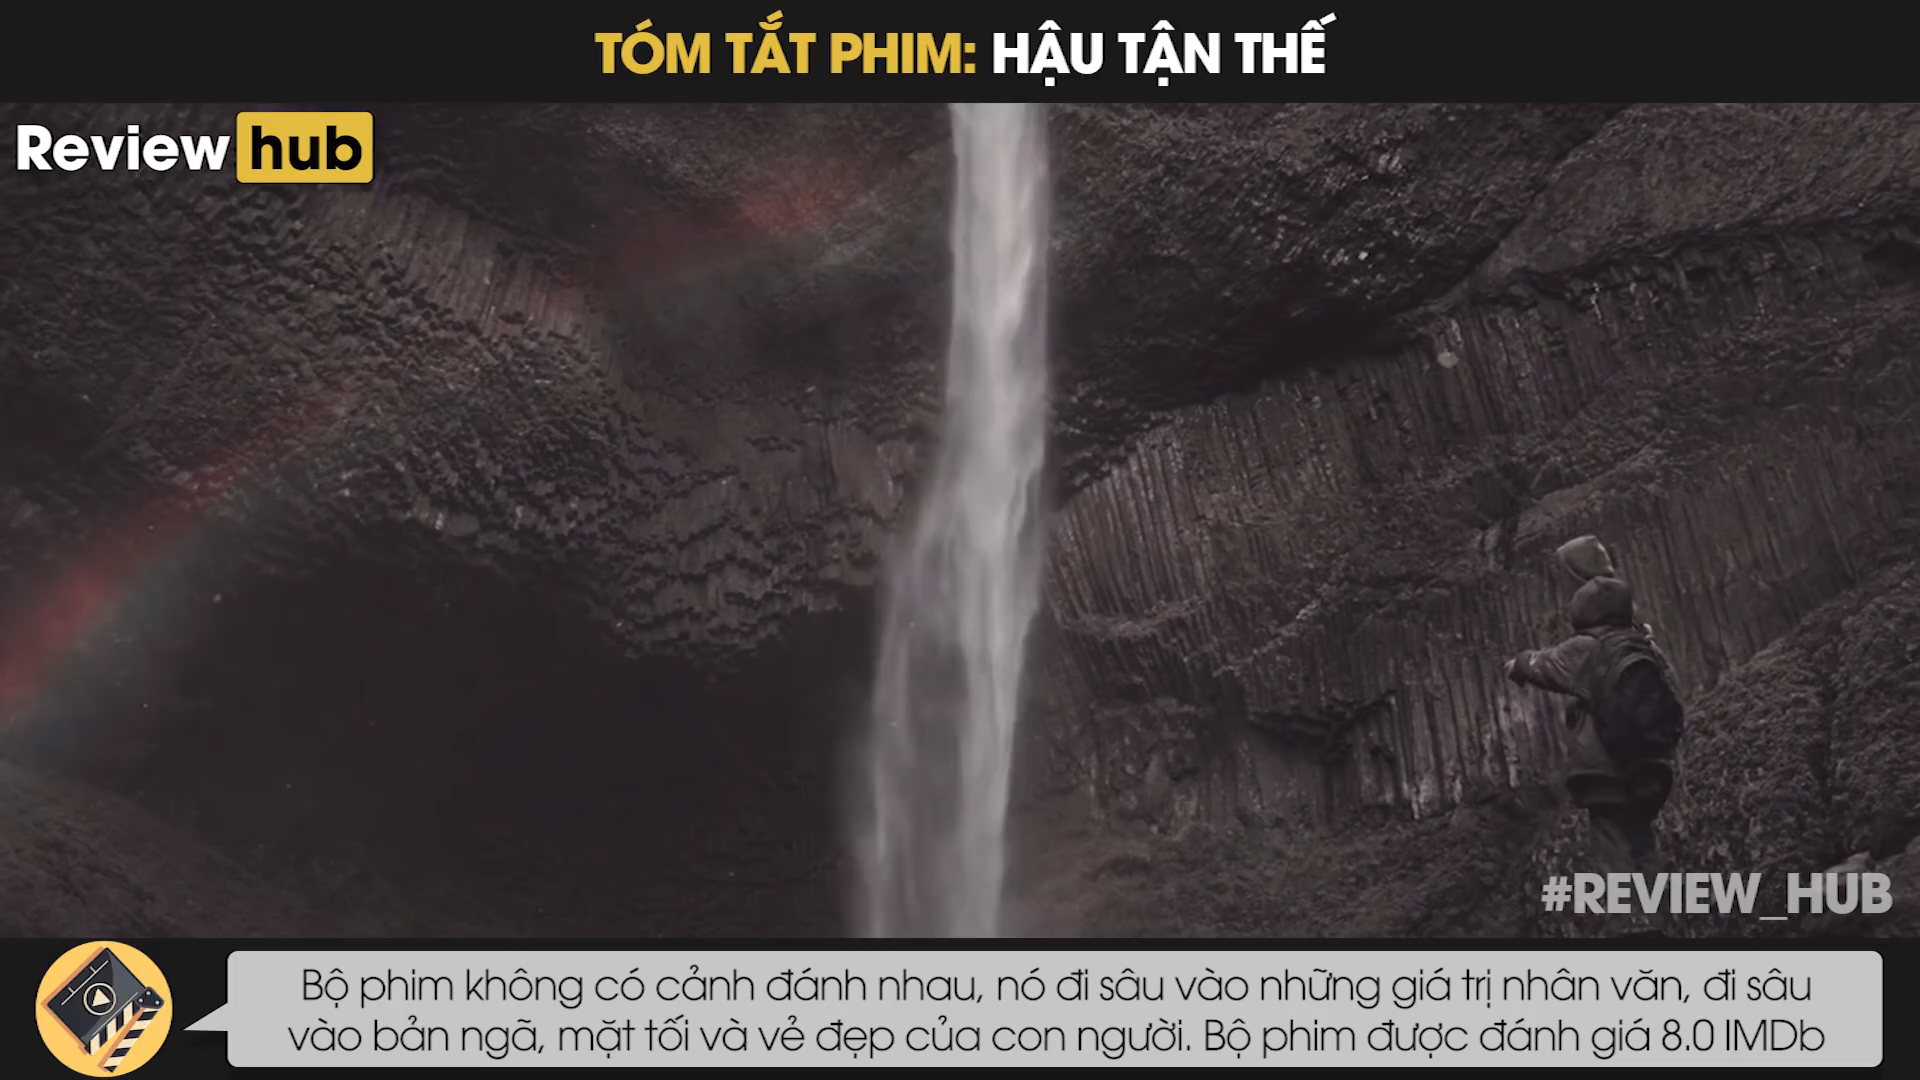 TÓM TẮT PHIM: HẬU TẬN THẾ
Review hub
#REVIEW_HUB
Bộ phim không có cảnh đánh nhau, nó đi sâu vào những giá trị nhân văn, đi sâu
vào bản ngã, mặt tối và vẻ đẹp của con người. Bộ phim được đánh giá 8.0 IMDb